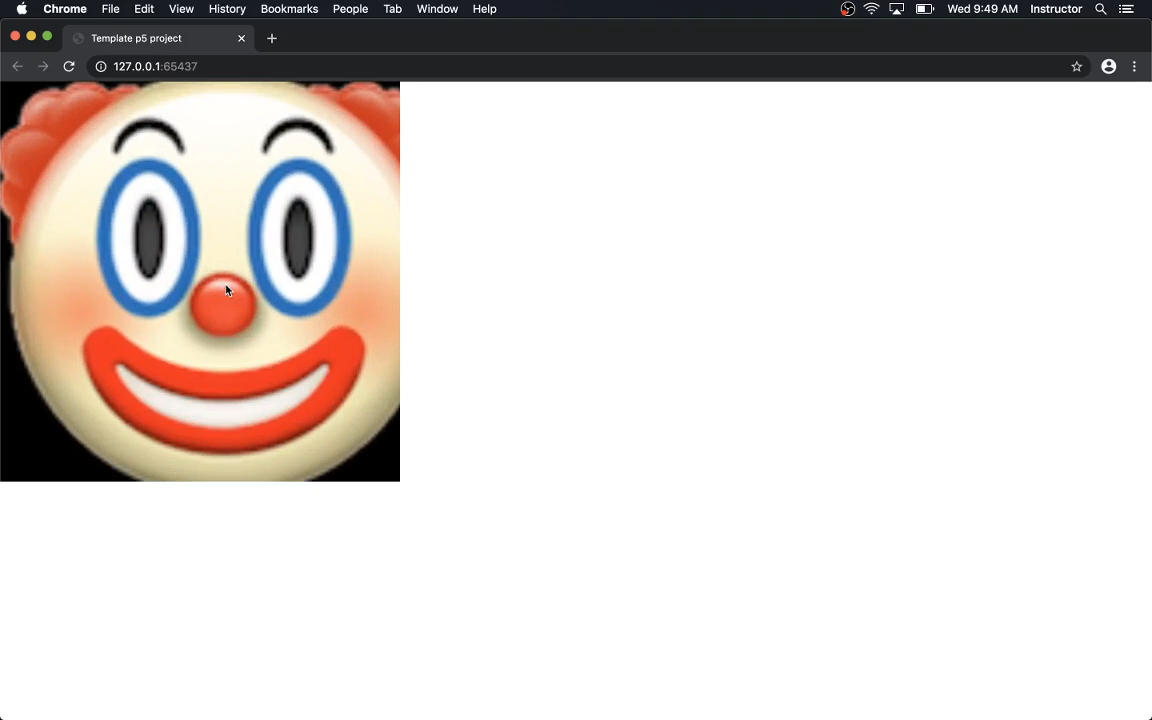 Chrome File Edit View History Bookmarks People Tab Window Help Wed 9:49 AM Instructor
Template p5 project
127.0.0.1:65437